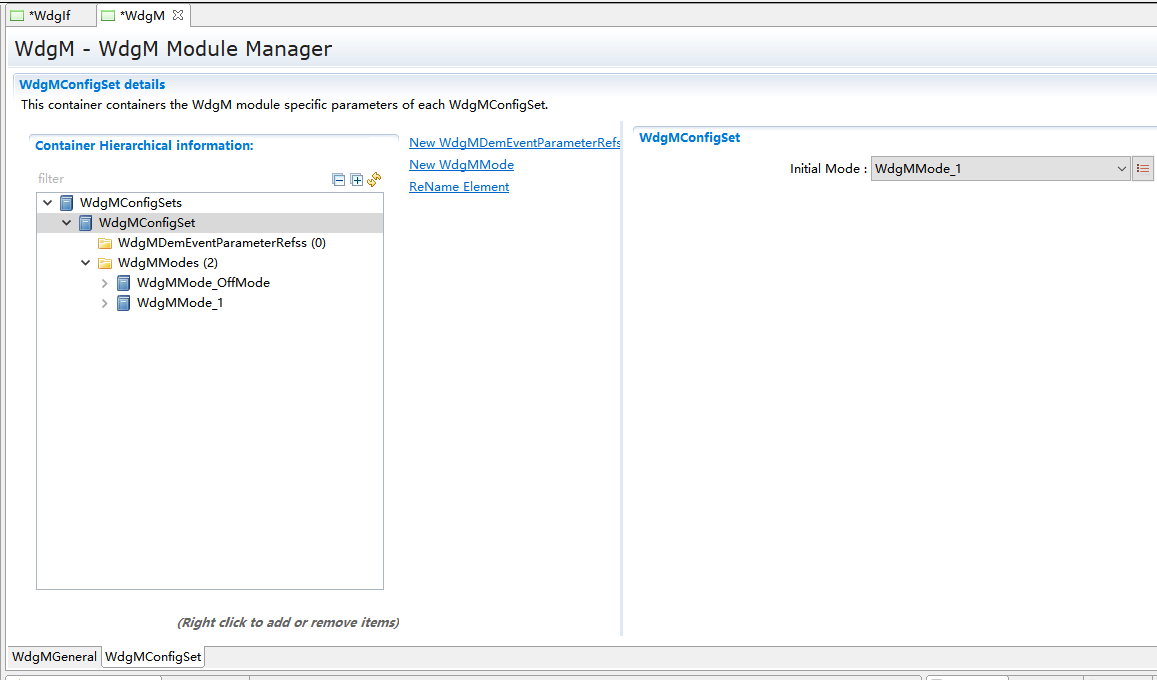 *WdgIf
*WdgM
WdgM - WdgM Module Manager
WdgMConfigSet details
This container containers the WdgM module specific parameters of each WdgMConfigSet.
Container Hierarchical information:
filter
WdgMConfigSets
WdgMConfigSet
WdgMDemEventParameterRefss (0)
WdgMModes (2)
WdgMMode_OffMode
WdgMMode_1
(Right click to add or remove items)
New WdgMDemEventParameterRefs
New WdgMMode
ReName Element
WdgMConfigSet
Initial Mode : WdgMMode_1
WdgMGeneral
WdgMConfigSet